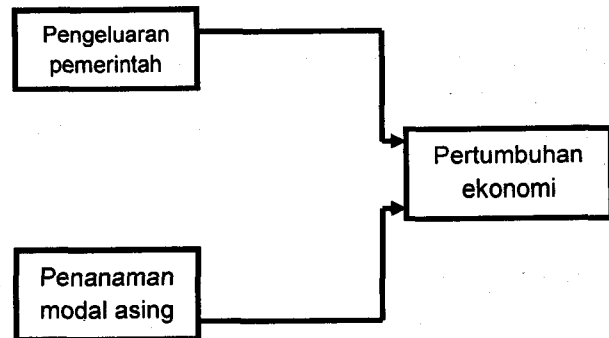 Pengeluaran
pemerintah
Pertumbuhan
ekonomi
Penanaman
modal asing